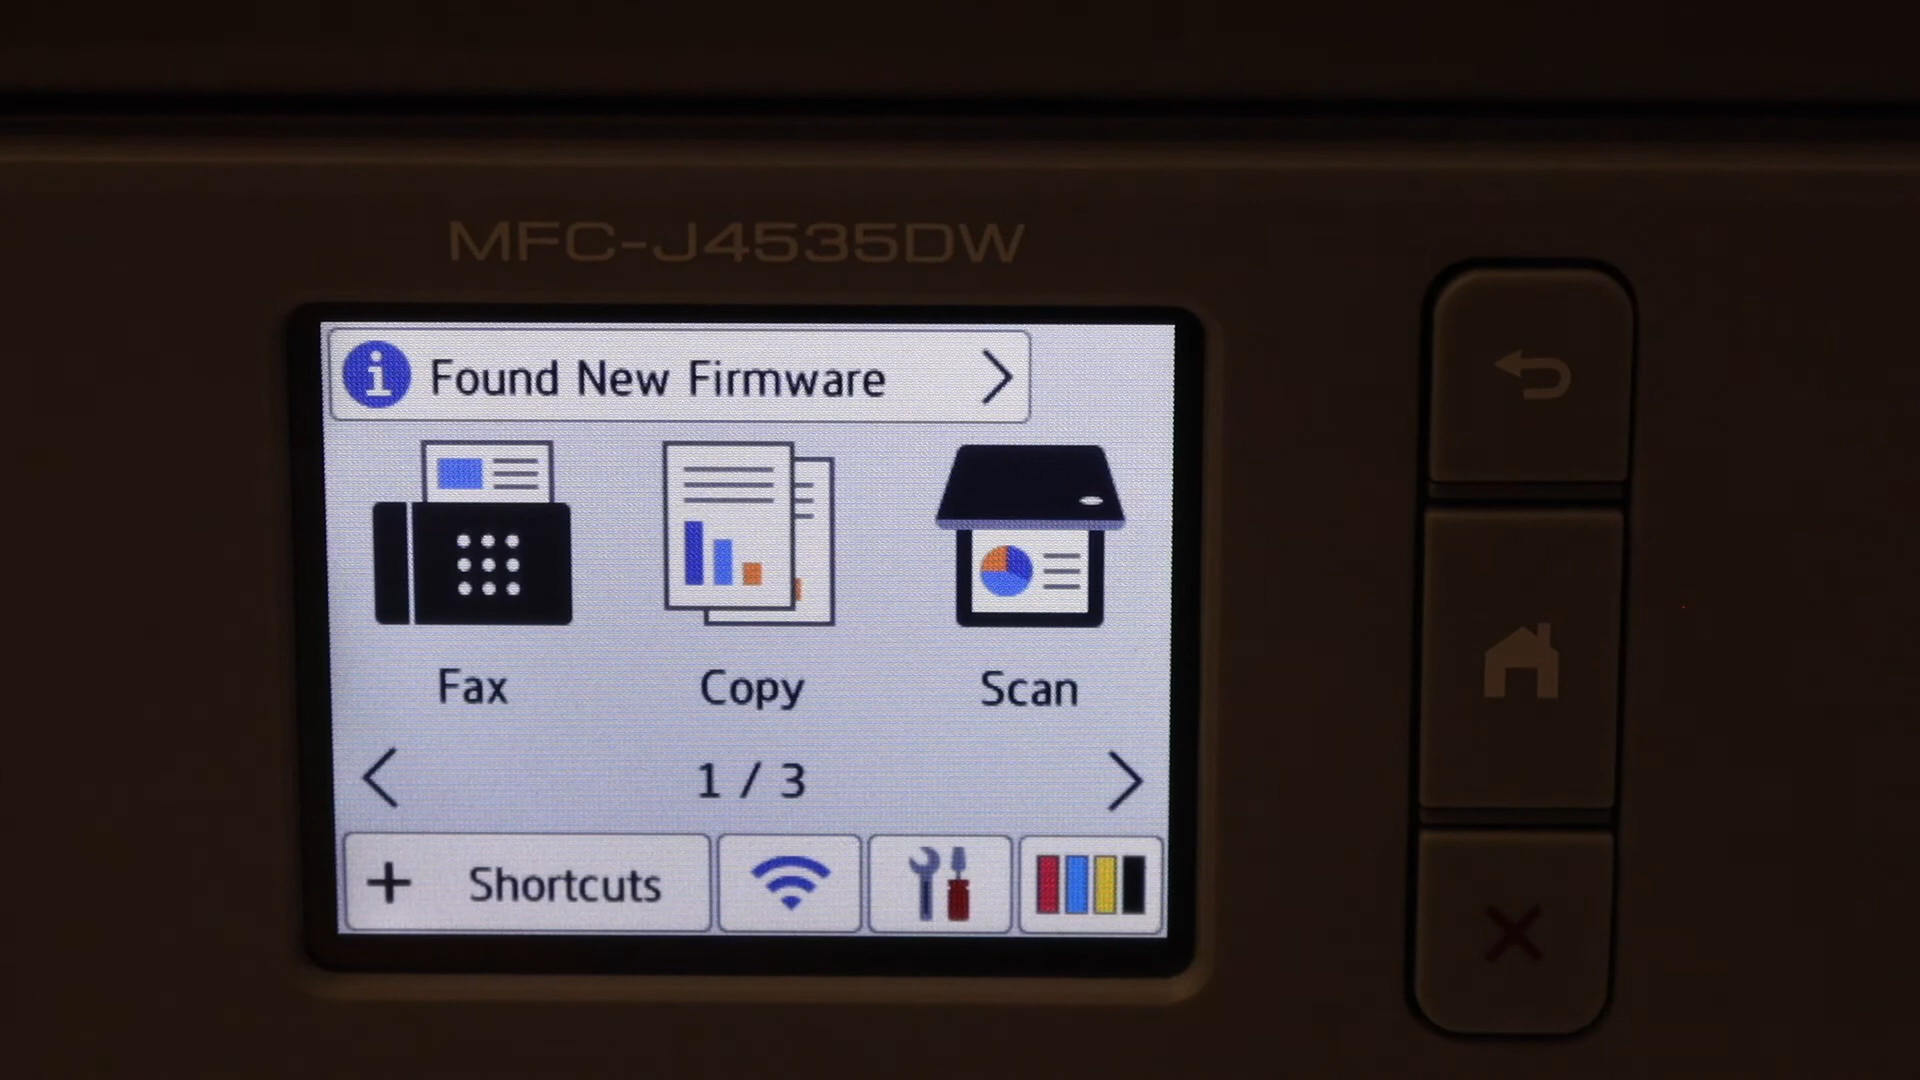 MFC-J4535DW
Found New Firmware
Fax
Copy
Scan
1 / 3
+ Shortcuts